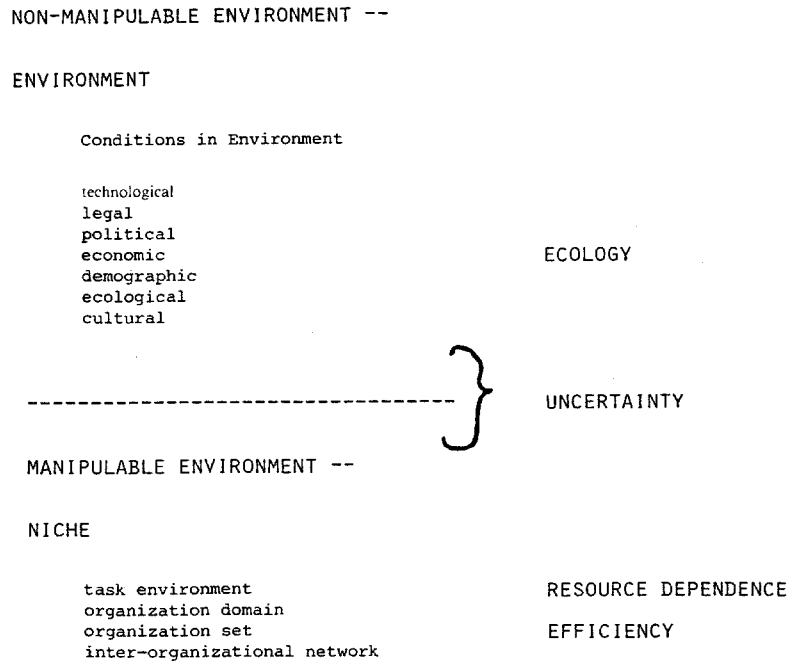 NON-MANIPULABLE ENVIRONMENT --
ENVIRONMENT
Conditions in Environment
technological
legal
political
economic
demographic
ecological
cultural
ECOLOGY
UNCERTAINTY
MANIPULABLE ENVIRONMENT --
NICHE
task environment
organization domain
organization set
inter-organizational network
RESOURCE DEPENDENCE
EFFICIENCY